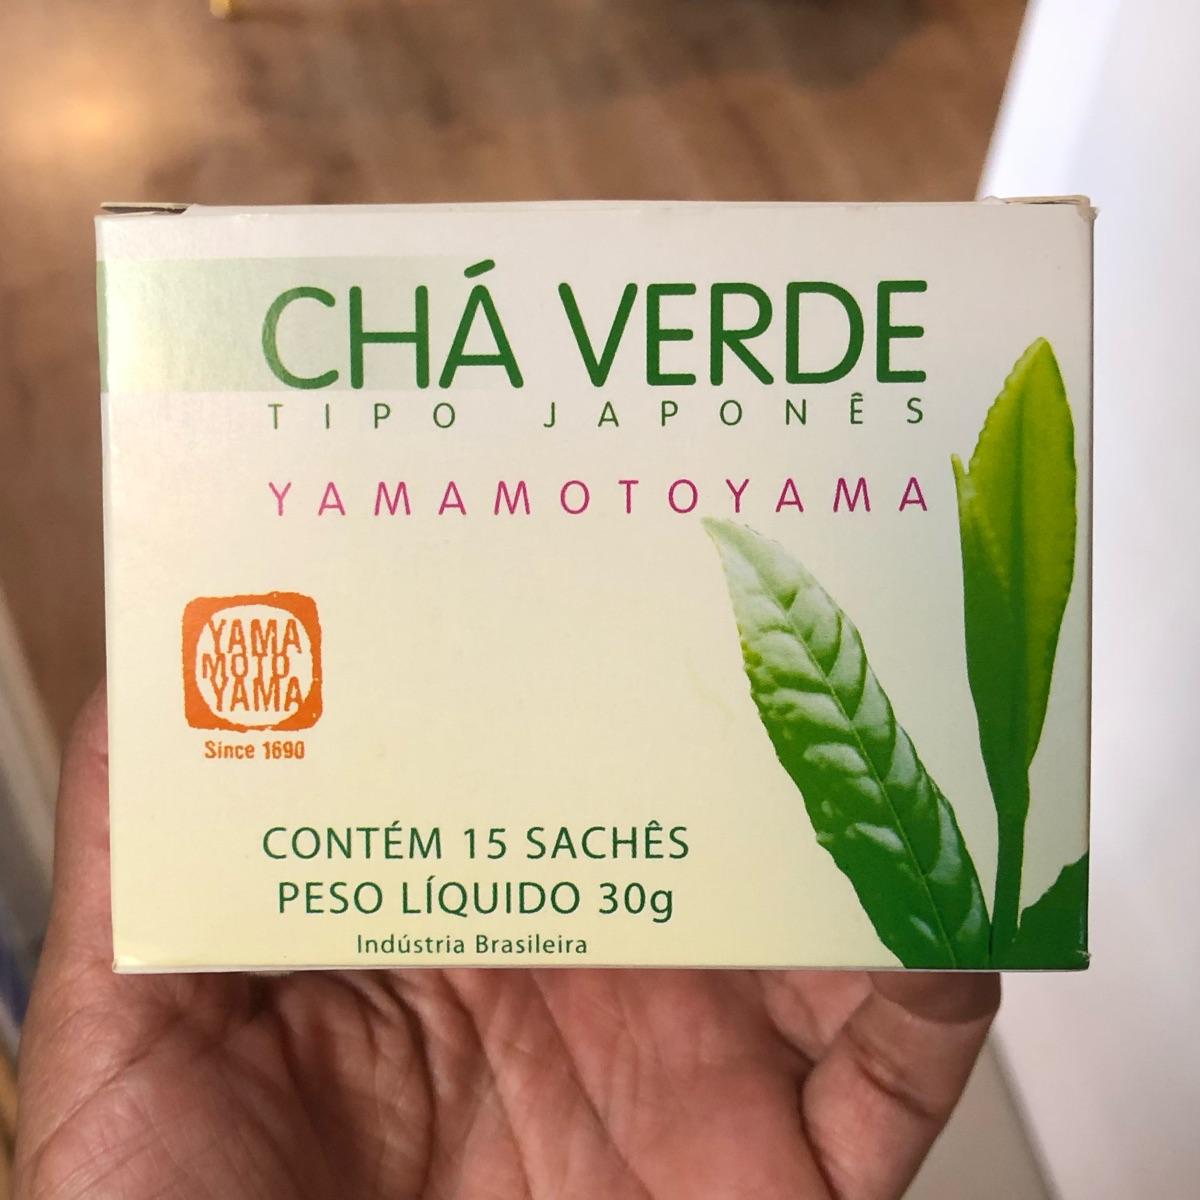 CHÁ VERDE
TIPO JAPONÊS
YAMAMOTOYAMA
YAMA
MOTO
YAMA
Since 1690
CONTÉM 15 SACHÊS
PESO LÍQUIDO 30g
Indústria Brasileira